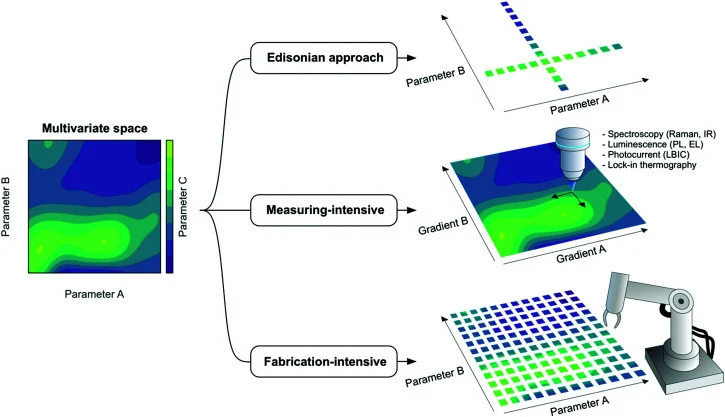 Multivariate space
Parameter B
Parameter C
Parameter A
Edisonian approach
Parameter B
Parameter A
Measuring-intensive
- Spectroscopy (Raman, IR)
- Luminescence (PL, EL)
- Photocurrent (LBIC)
- Lock-in thermography
Gradient B
Gradient A
Fabrication-intensive
Parameter B
Parameter A